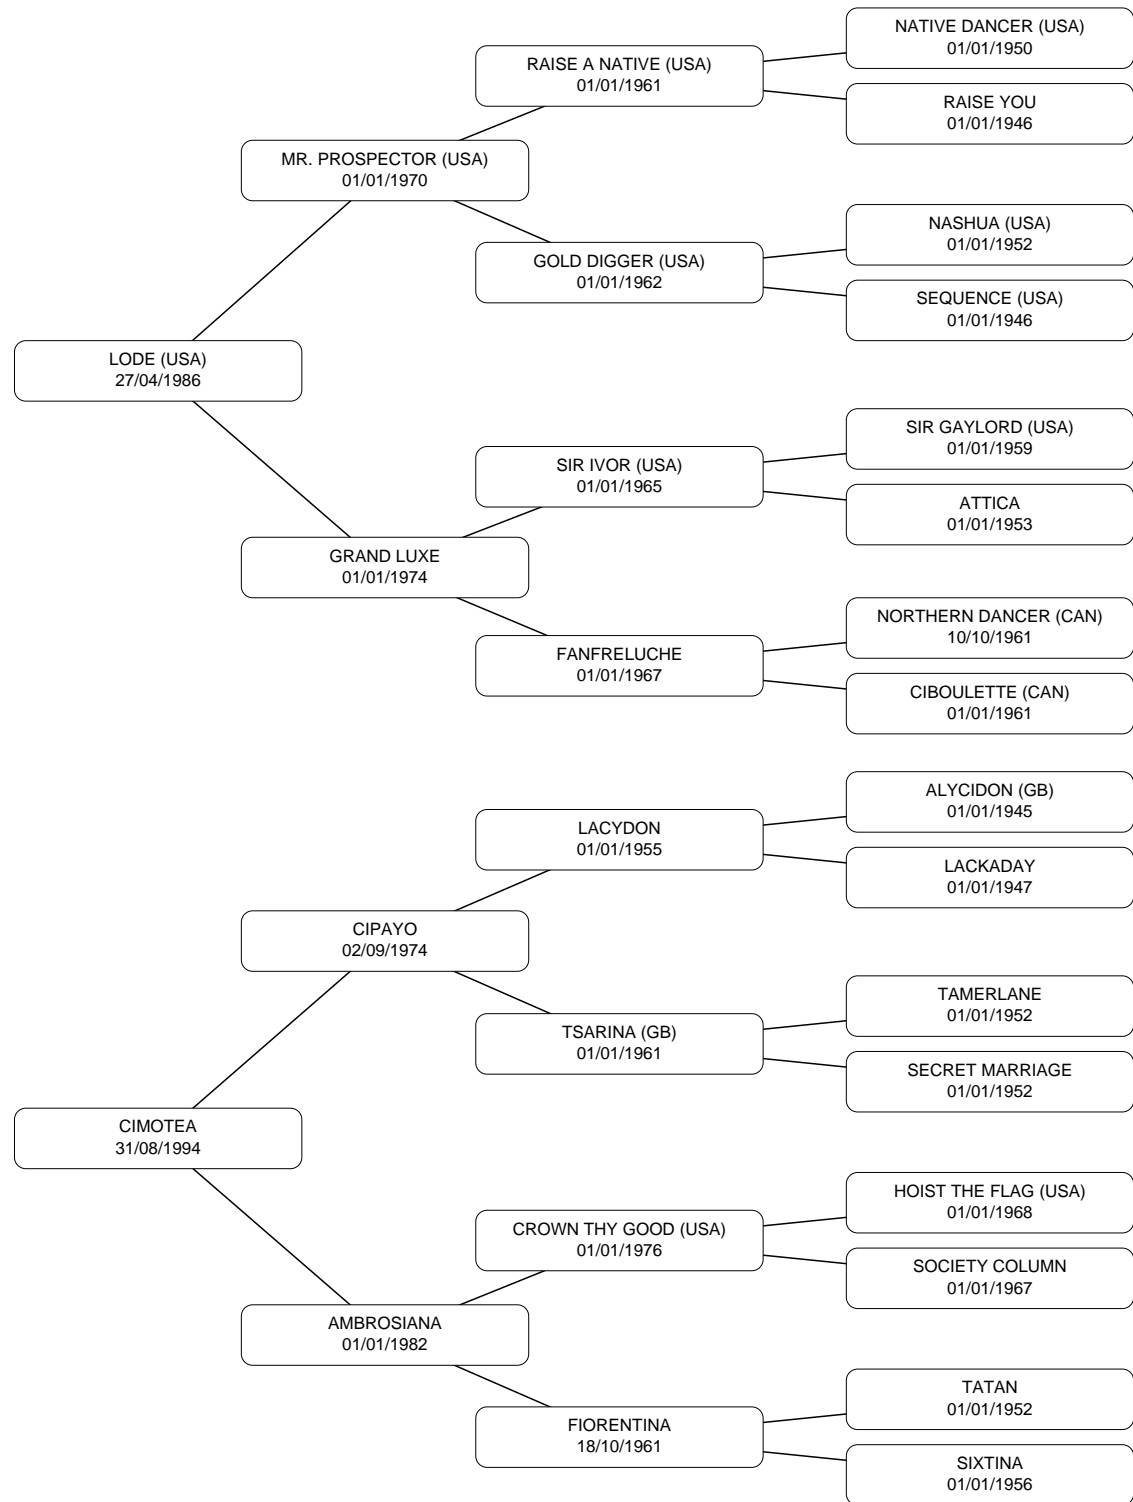 NATIVE DANCER (USA)
01/01/1950
RAISE A NATIVE (USA)
01/01/1961
RAISE YOU
01/01/1946
MR. PROSPECTOR (USA)
01/01/1970
NASHUA (USA)
01/01/1952
GOLD DIGGER (USA)
01/01/1962
SEQUENCE (USA)
01/01/1946
LODE (USA)
27/04/1986
SIR GAYLORD (USA)
01/01/1959
SIR IVOR (USA)
01/01/1965
ATTICA
01/01/1953
GRAND LUXE
01/01/1974
NORTHERN DANCER (CAN)
10/10/1961
FANFRELUCHE
01/01/1967
CIBOULETTE (CAN)
01/01/1961
ALYCIDON (GB)
01/01/1945
LACYDON
01/01/1955
LACKADAY
01/01/1947
CIPAYO
02/09/1974
TAMERLANE
01/01/1952
TSARINA (GB)
01/01/1961
SECRET MARRIAGE
01/01/1952
CIMOTEA
31/08/1994
HOIST THE FLAG (USA)
01/01/1968
CROWN THY GOOD (USA)
01/01/1976
SOCIETY COLUMN
01/01/1967
AMBROSIANA
01/01/1982
TATAN
01/01/1952
FIORENTINA
18/10/1961
SIXTINA
01/01/1956